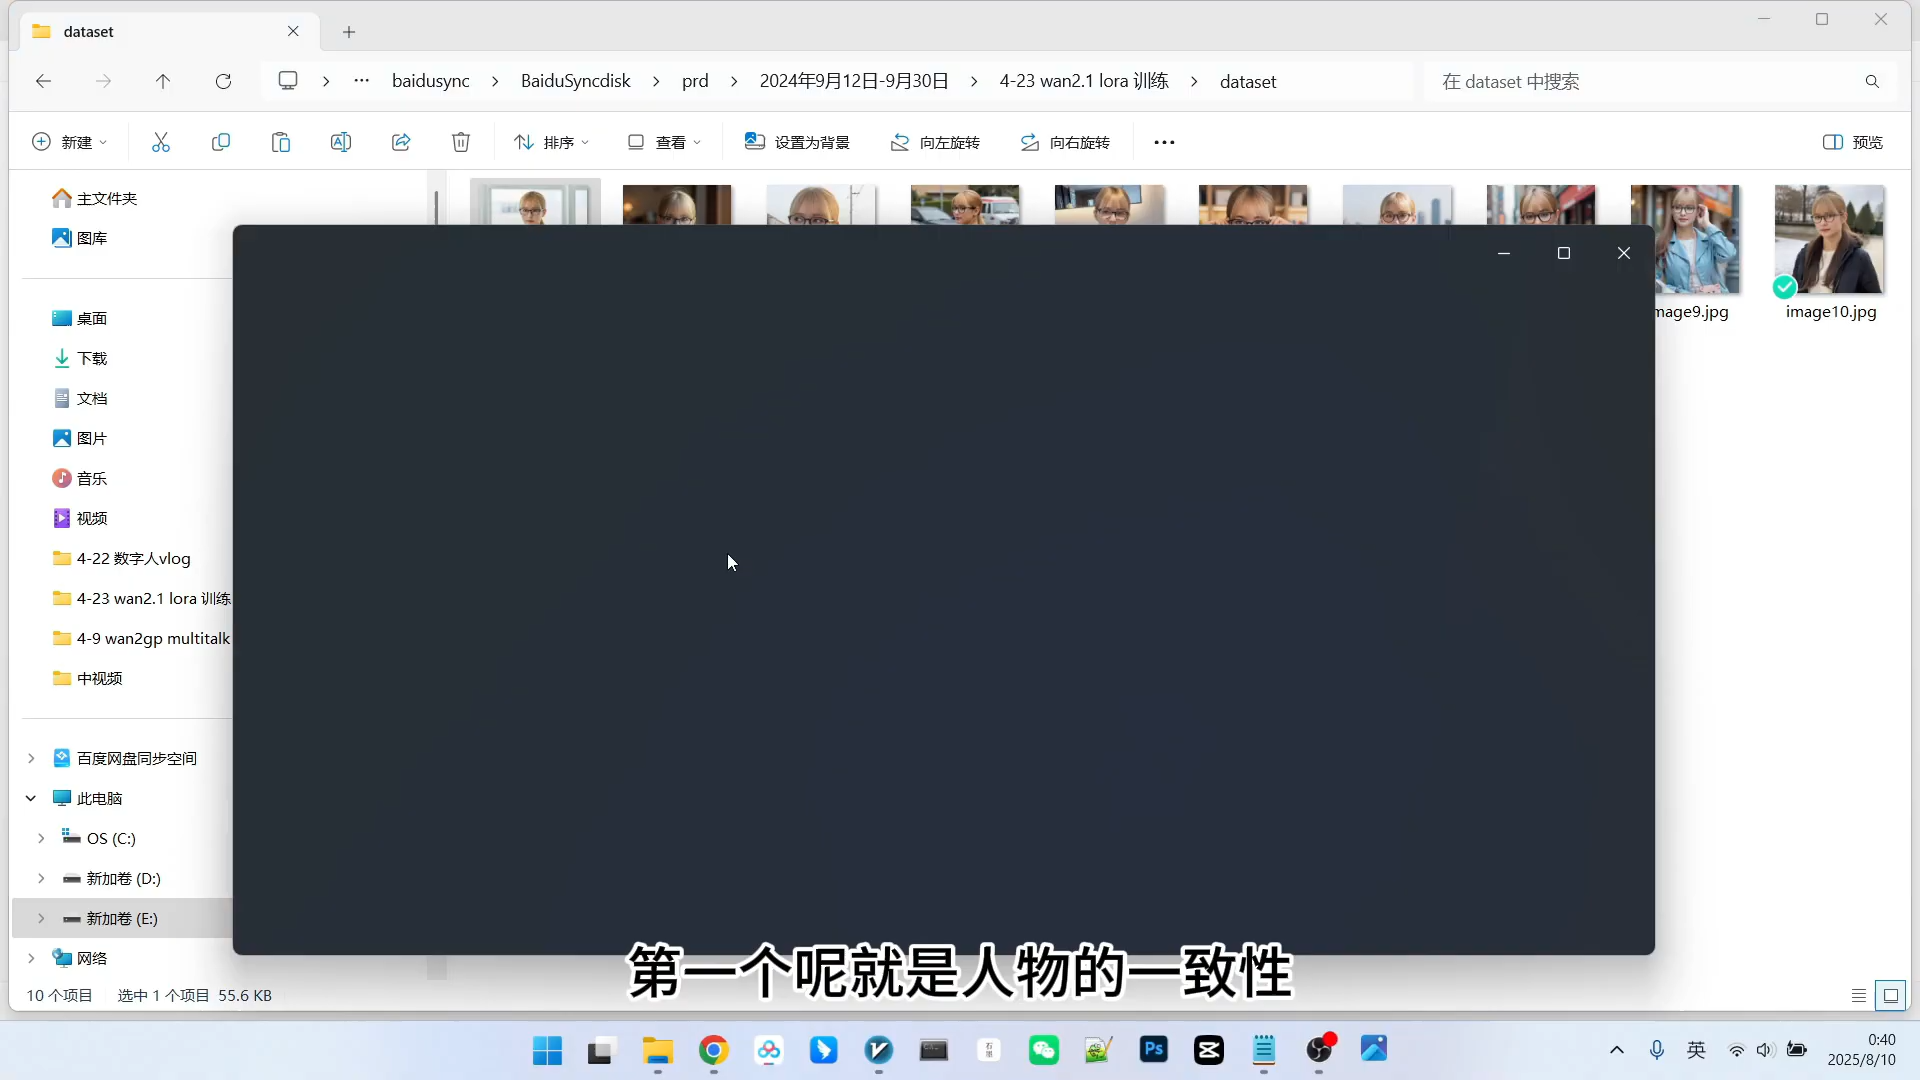 dataset
baidusync
BaiduSyncdisk
prd
2024年9月12日-9月30日
4-23 wan2.1 lora 训练
dataset
在 dataset 中搜索
新建
排序
查看
设置为背景
向左旋转
向右旋转
预览
主文件夹
图库
桌面
下载
文档
图片
音乐
视频
4-22 数字人vlog
4-23 wan2.1 lora 训练
4-9 wan2gp multitalk
中视频
百度网盘同步空间
此电脑
OS (C:)
新加卷 (D:)
新加卷 (E:)
网络
mage9.jpg
image10.jpg
第一个呢就是人物的一致性
10 个项目
选中 1 个项目 55.6 KB
Ps
英
0:40
2025/8/10